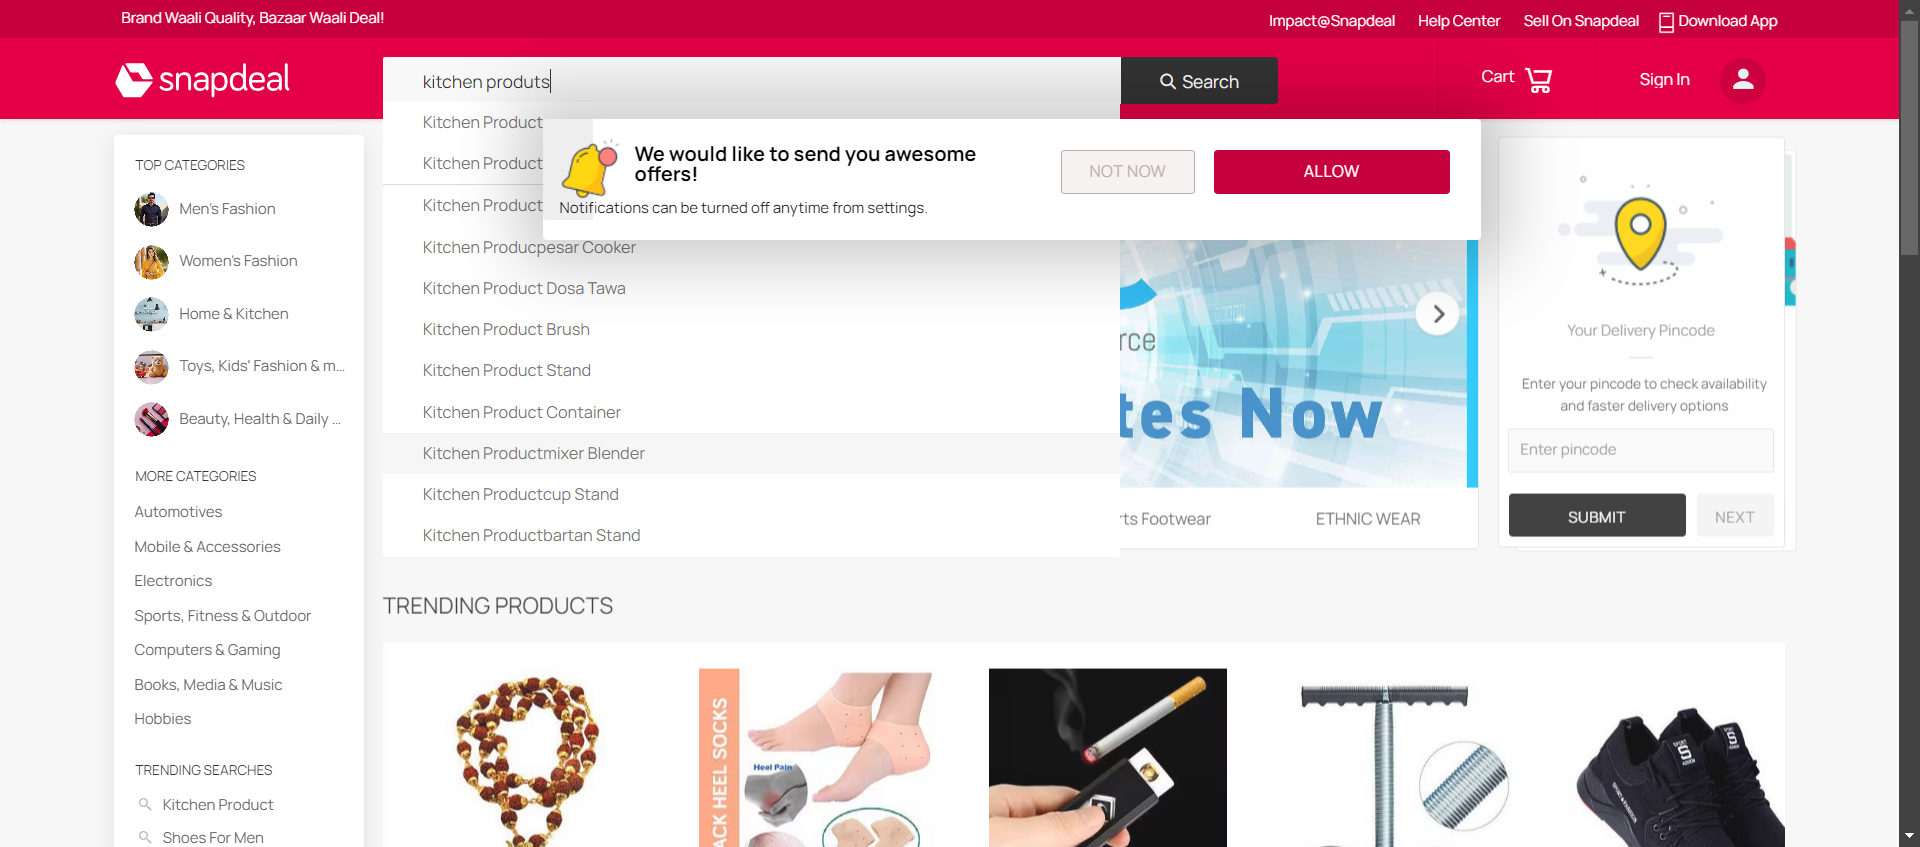 Brand Waali Quality, Bazaar Waali Deal!
Impact@Snapdeal
Help Center
Sell On Snapdeal
Download App
snapdeal
kitchen produts
Search
Cart
Sign In
Kitchen Product
Kitchen Product
Kitchen Product
Kitchen Producpesar Cooker
Kitchen Product Dosa Tawa
Kitchen Product Brush
Kitchen Product Stand
Kitchen Product Container
Kitchen Productmixer Blender
Kitchen Productcup Stand
Kitchen Productbartan Stand
We would like to send you awesome
offers!
Notifications can be turned off anytime from settings.
NOT NOW
ALLOW
TOP CATEGORIES
Men's Fashion
Women's Fashion
Home & Kitchen
Toys, Kids' Fashion & m...
Beauty, Health & Daily ...
MORE CATEGORIES
Automotives
Mobile & Accessories
Electronics
Sports, Fitness & Outdoor
Computers & Gaming
Books, Media & Music
Hobbies
TRENDING SEARCHES
Kitchen Product
Shoes For Men
rce
tes Now
rts Footwear
ETHNIC WEAR
Your Delivery Pincode
Enter your pincode to check availability
and faster delivery options
Enter pincode
SUBMIT
NEXT
TRENDING PRODUCTS
ACK HEEL SOCKS
Heel Pain
SPORT
S